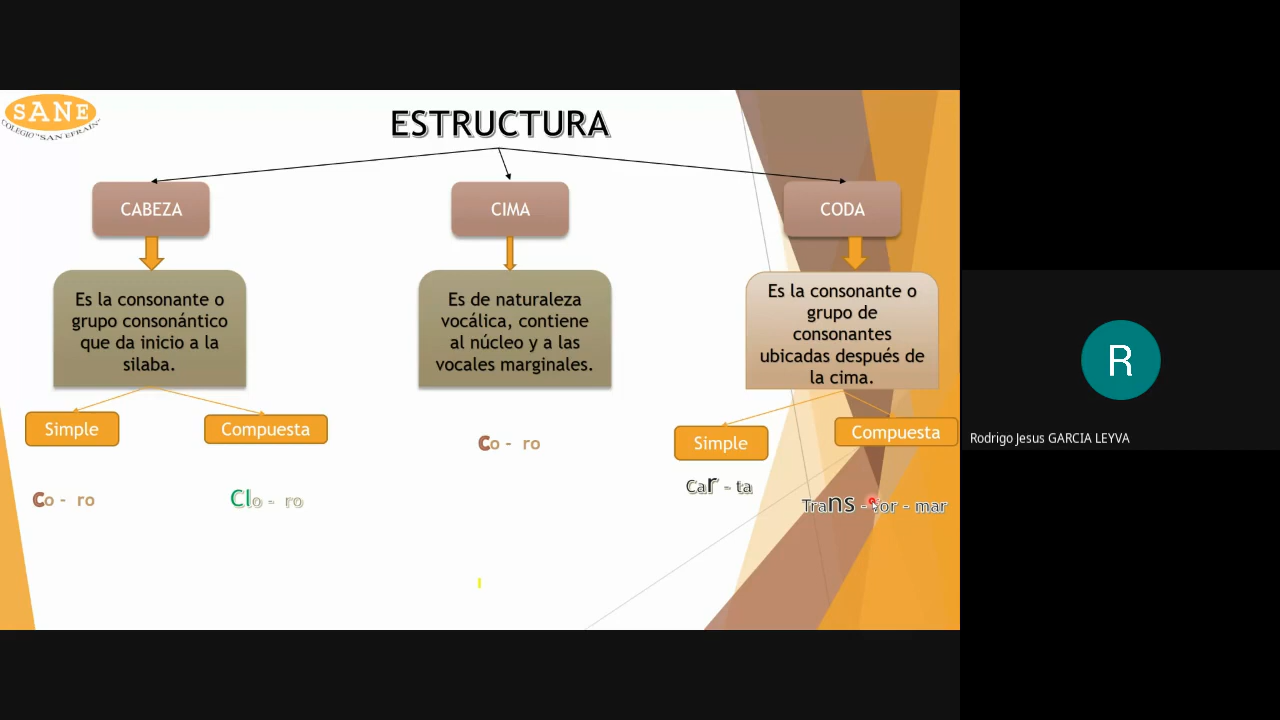 SANE
COLEGIO "SAN EFRAIN"
ESTRUCTURA
CABEZA
CIMA
CODA
Es la consonante o
grupo consonántico
que da inicio a la
silaba.
Es de naturaleza
vocálica, contiene
al núcleo y a las
vocales marginales.
Es la consonante o
grupo de
consonantes
ubicadas después de
la cima.
Simple
Compuesta
Simple
Compuesta
Co - ro
Clo - ro
Co - ro
Car - ta
Trans - for - mar
R
Rodrigo Jesus GARCIA LEYVA